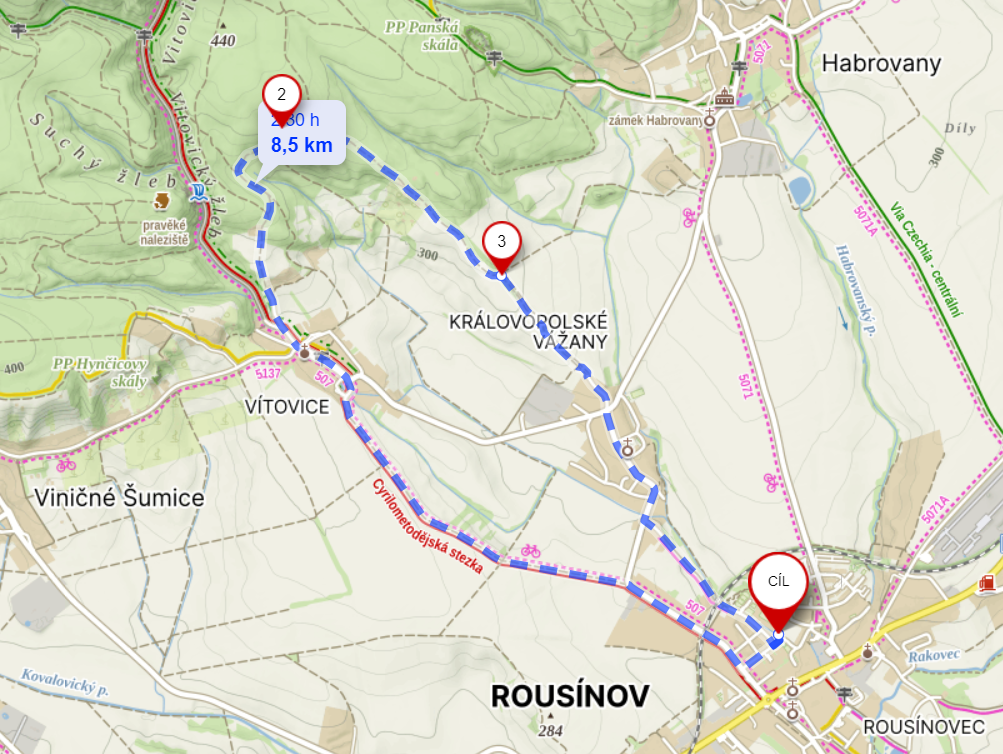 PP Panská
skála
440
Vítovický žleb
Habrovany
2
2:30 h
8,5 km
zámek Habrovany
5071
Díly
300
Suchý
žleb
pravěké
naleziště
Vítovický žleb
Via Czechia - centrální
5071A
Habrovanský p.
3
300
KRÁLOVOPOLSKÉ
VÁŽANY
PP Hynčicovy
skály
400
5137
507
VÍTOVICE
5071
Viničné Šumice
Cyrilometodějská stezka
5071A
CÍL
507
Rakovec
Kovalovický p.
ROUSÍNOV
284
ROUSÍNOVEC